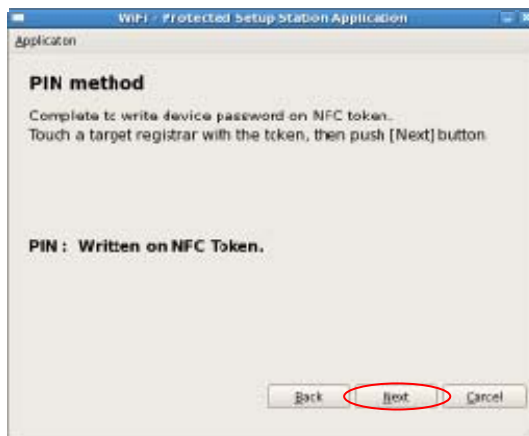 WiFi - Protected Setup Station Application
Applicaton
PIN method
Complete to write device password on NFC token.
Touch a target registrar with the token, then push [Next] button
PIN : Written on NFC Token.
Back Next Cancel